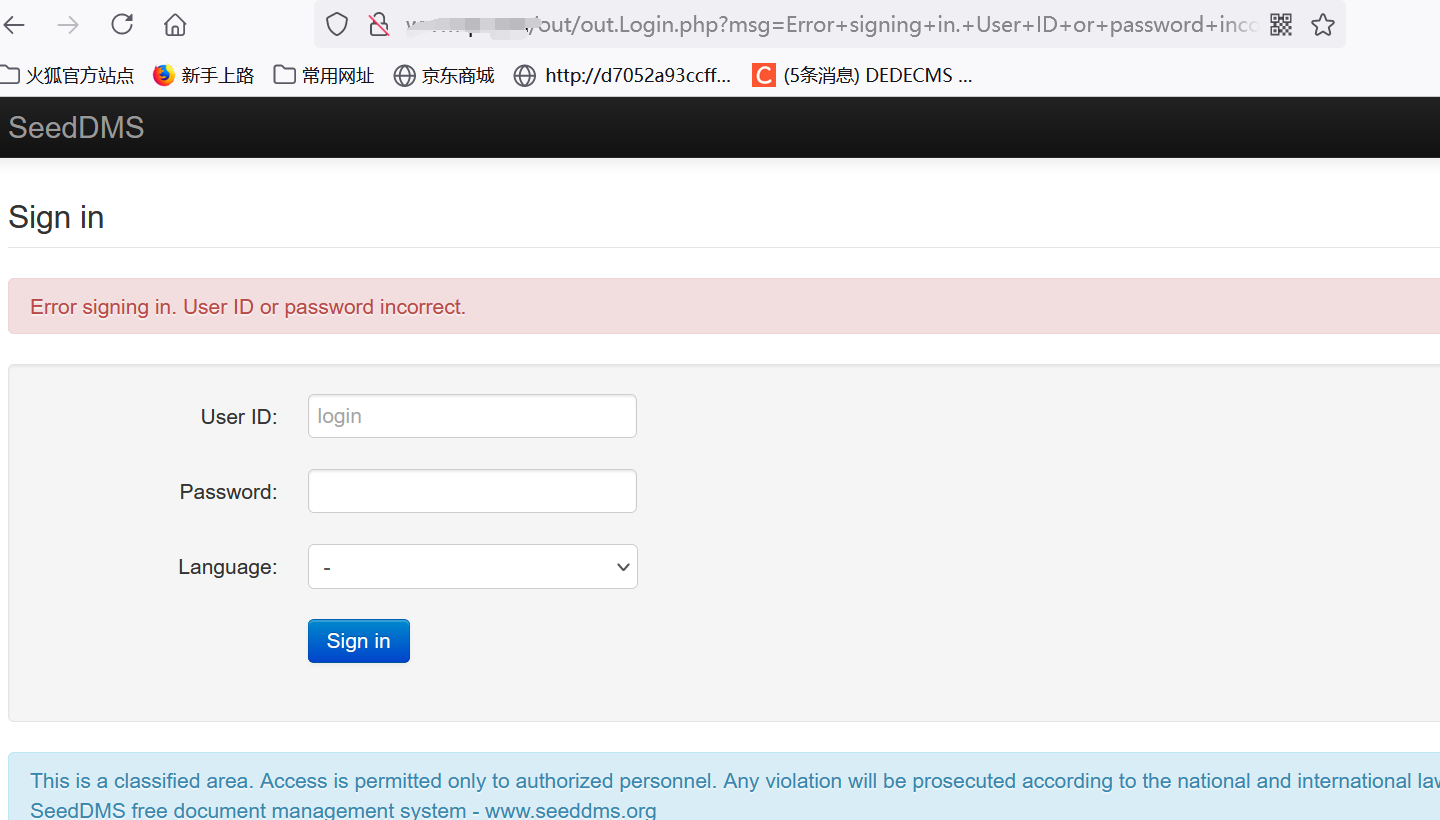 /out/out.Login.php?msg=Error+signing+in.+User+ID+or+password+inco
火狐官方站点 新手上路 常用网址 京东商城 http://d7052a93ccff... (5条消息) DEDECMS ...
SeedDMS
Sign in
Error signing in. User ID or password incorrect.
User ID: login
Password:
Language: -
Sign in
This is a classified area. Access is permitted only to authorized personnel. Any violation will be prosecuted according to the national and international
SeedDMS free document management system - www.seeddms.org